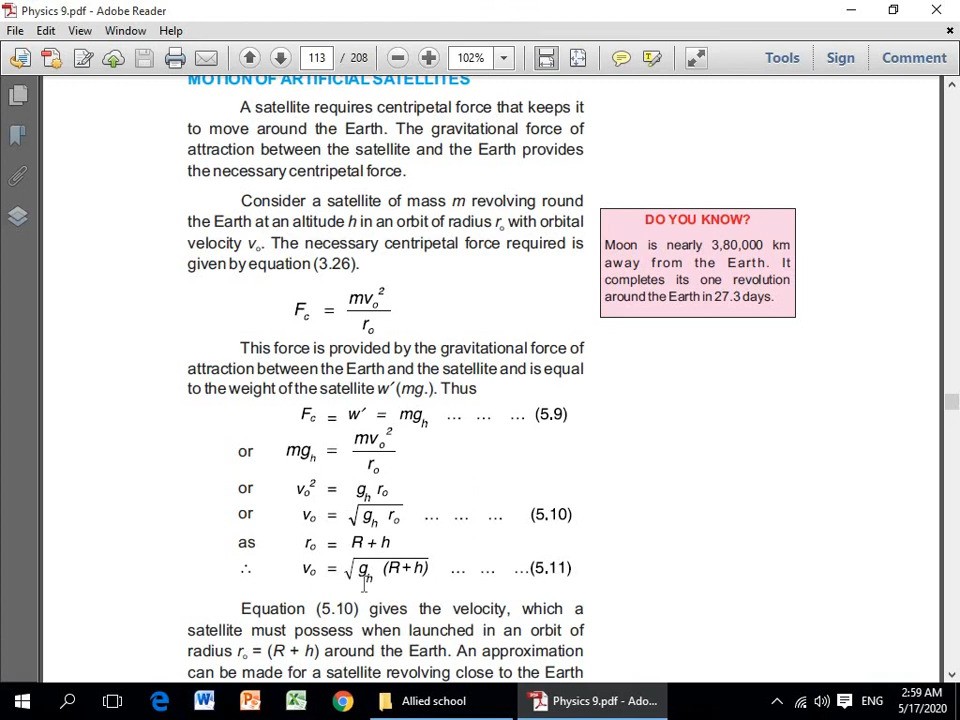 Physics 9.pdf - Adobe Reader
File Edit View Window Help
113 / 208 102% Tools Sign Comment
MOTION OF ARTIFICIAL SATELLITES
A satellite requires centripetal force that keeps it
to move around the Earth. The gravitational force of
attraction between the satellite and the Earth provides
the necessary centripetal force.
Consider a satellite of mass m revolving round
the Earth at an altitude h in an orbit of radius rₒ with orbital
velocity vₒ. The necessary centripetal force required is
given by equation (3.26).
F_c = mvₒ² / rₒ
This force is provided by the gravitational force of
attraction between the Earth and the satellite and is equal
to the weight of the satellite w′(mg.). Thus
F_c = w′ = mgₕ … … … (5.9)
or mgₕ = mvₒ² / rₒ
or vₒ² = gₕ rₒ
or vₒ = √gₕ rₒ … … … (5.10)
as rₒ = R + h
∴ vₒ = √gₕ (R+h) … … …(5.11)
Equation (5.10) gives the velocity, which a
satellite must possess when launched in an orbit of
radius rₒ = (R + h) around the Earth. An approximation
can be made for a satellite revolving close to the Earth
DO YOU KNOW?
Moon is nearly 3,80,000 km
away from the Earth. It
completes its one revolution
around the Earth in 27.3 days.
Allied school
Physics 9.pdf - Ado...
ENG
2:59 AM
5/17/2020